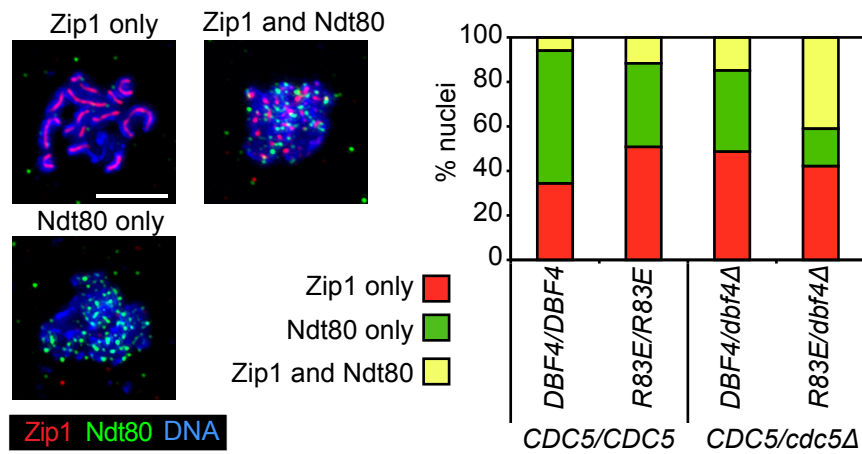 Zip1 only
Zip1 and Ndt80
Ndt80 only
Zip1 Ndt80 DNA
Zip1 only
Ndt80 only
Zip1 and Ndt80
% nuclei
100
80
60
40
20
0
DBF4/DBF4
R83E/R83E
DBF4/dbf4Δ
R83E/dbf4Δ
CDC5/CDC5
CDC5/cdc5Δ